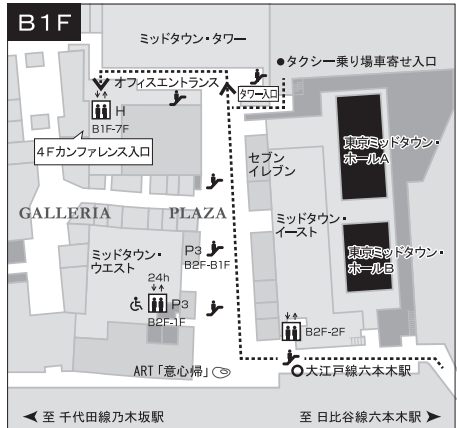 B1F
ミッドタウン・タワー
●タクシー乗り場車寄せ入口
オフィスエントランス
タワー入口
H
B1F-7F
4Fカンファレンス入口
東京ミッドタウン・
ホールA
セブン
イレブン
GALLERIA
PLAZA
ミッドタウン・
イースト
ミッドタウン・
ウエスト
P3
B2F-B1F
東京ミッドタウン・
ホールB
24h
P3
B2F-1F
B2F-2F
ART「意心帰」
大江戸線六本木駅
至 千代田線乃木坂駅
至 日比谷線六本木駅